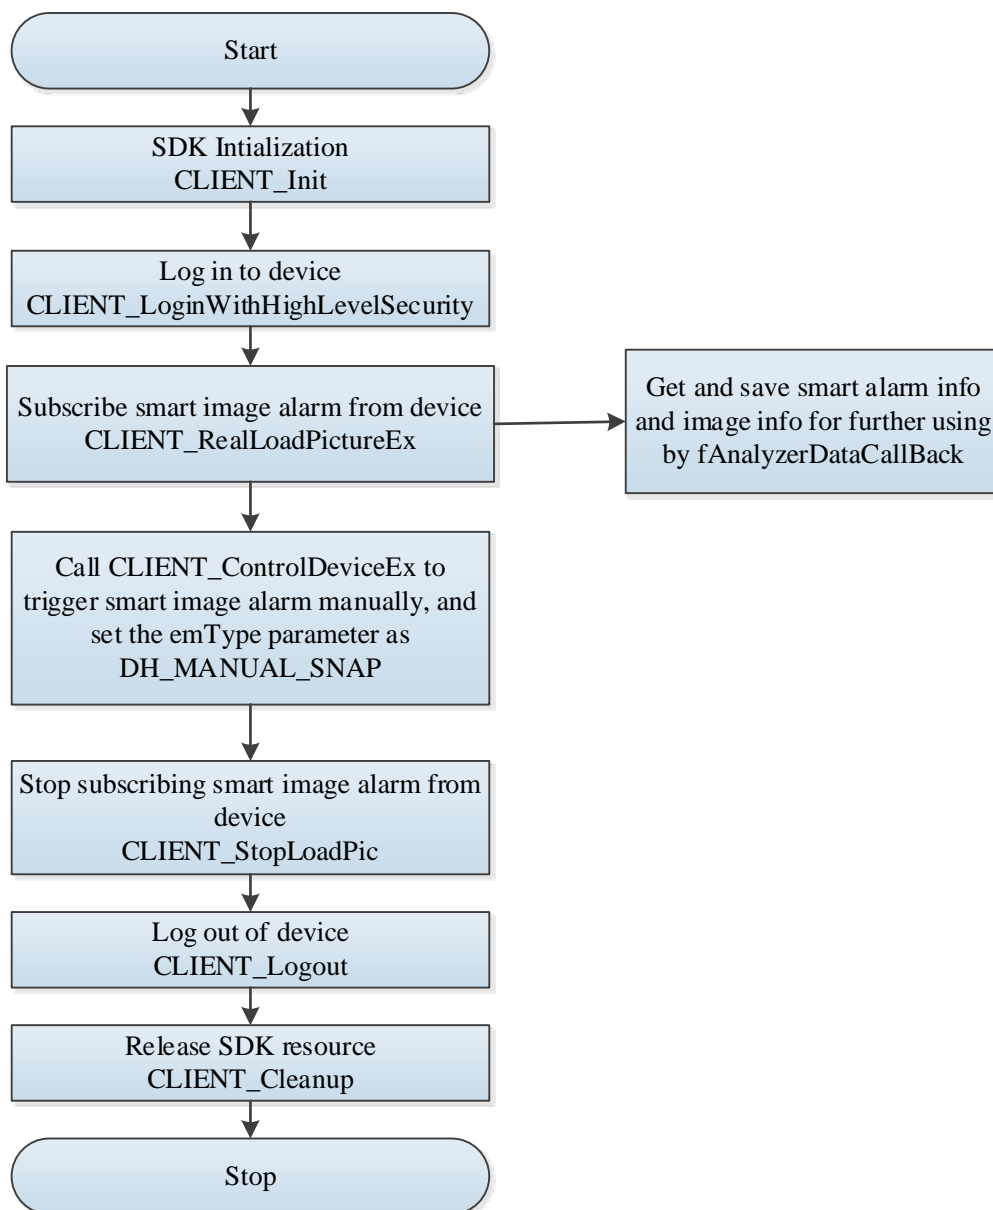 Start
SDK Intialization
CLIENT_Init
Log in to device
CLIENT_LoginWithHighLevelSecurity
Subscribe smart image alarm from device
CLIENT_RealLoadPictureEx
Get and save smart alarm info
and image info for further using
by fAnalyzerDataCallBack
Call CLIENT_ControlDeviceEx to
trigger smart image alarm manually, and
set the emType parameter as
DH_MANUAL_SNAP
Stop subscribing smart image alarm from
device
CLIENT_StopLoadPic
Log out of device
CLIENT_Logout
Release SDK resource
CLIENT_Cleanup
Stop